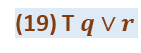 (19) T q ∨ r